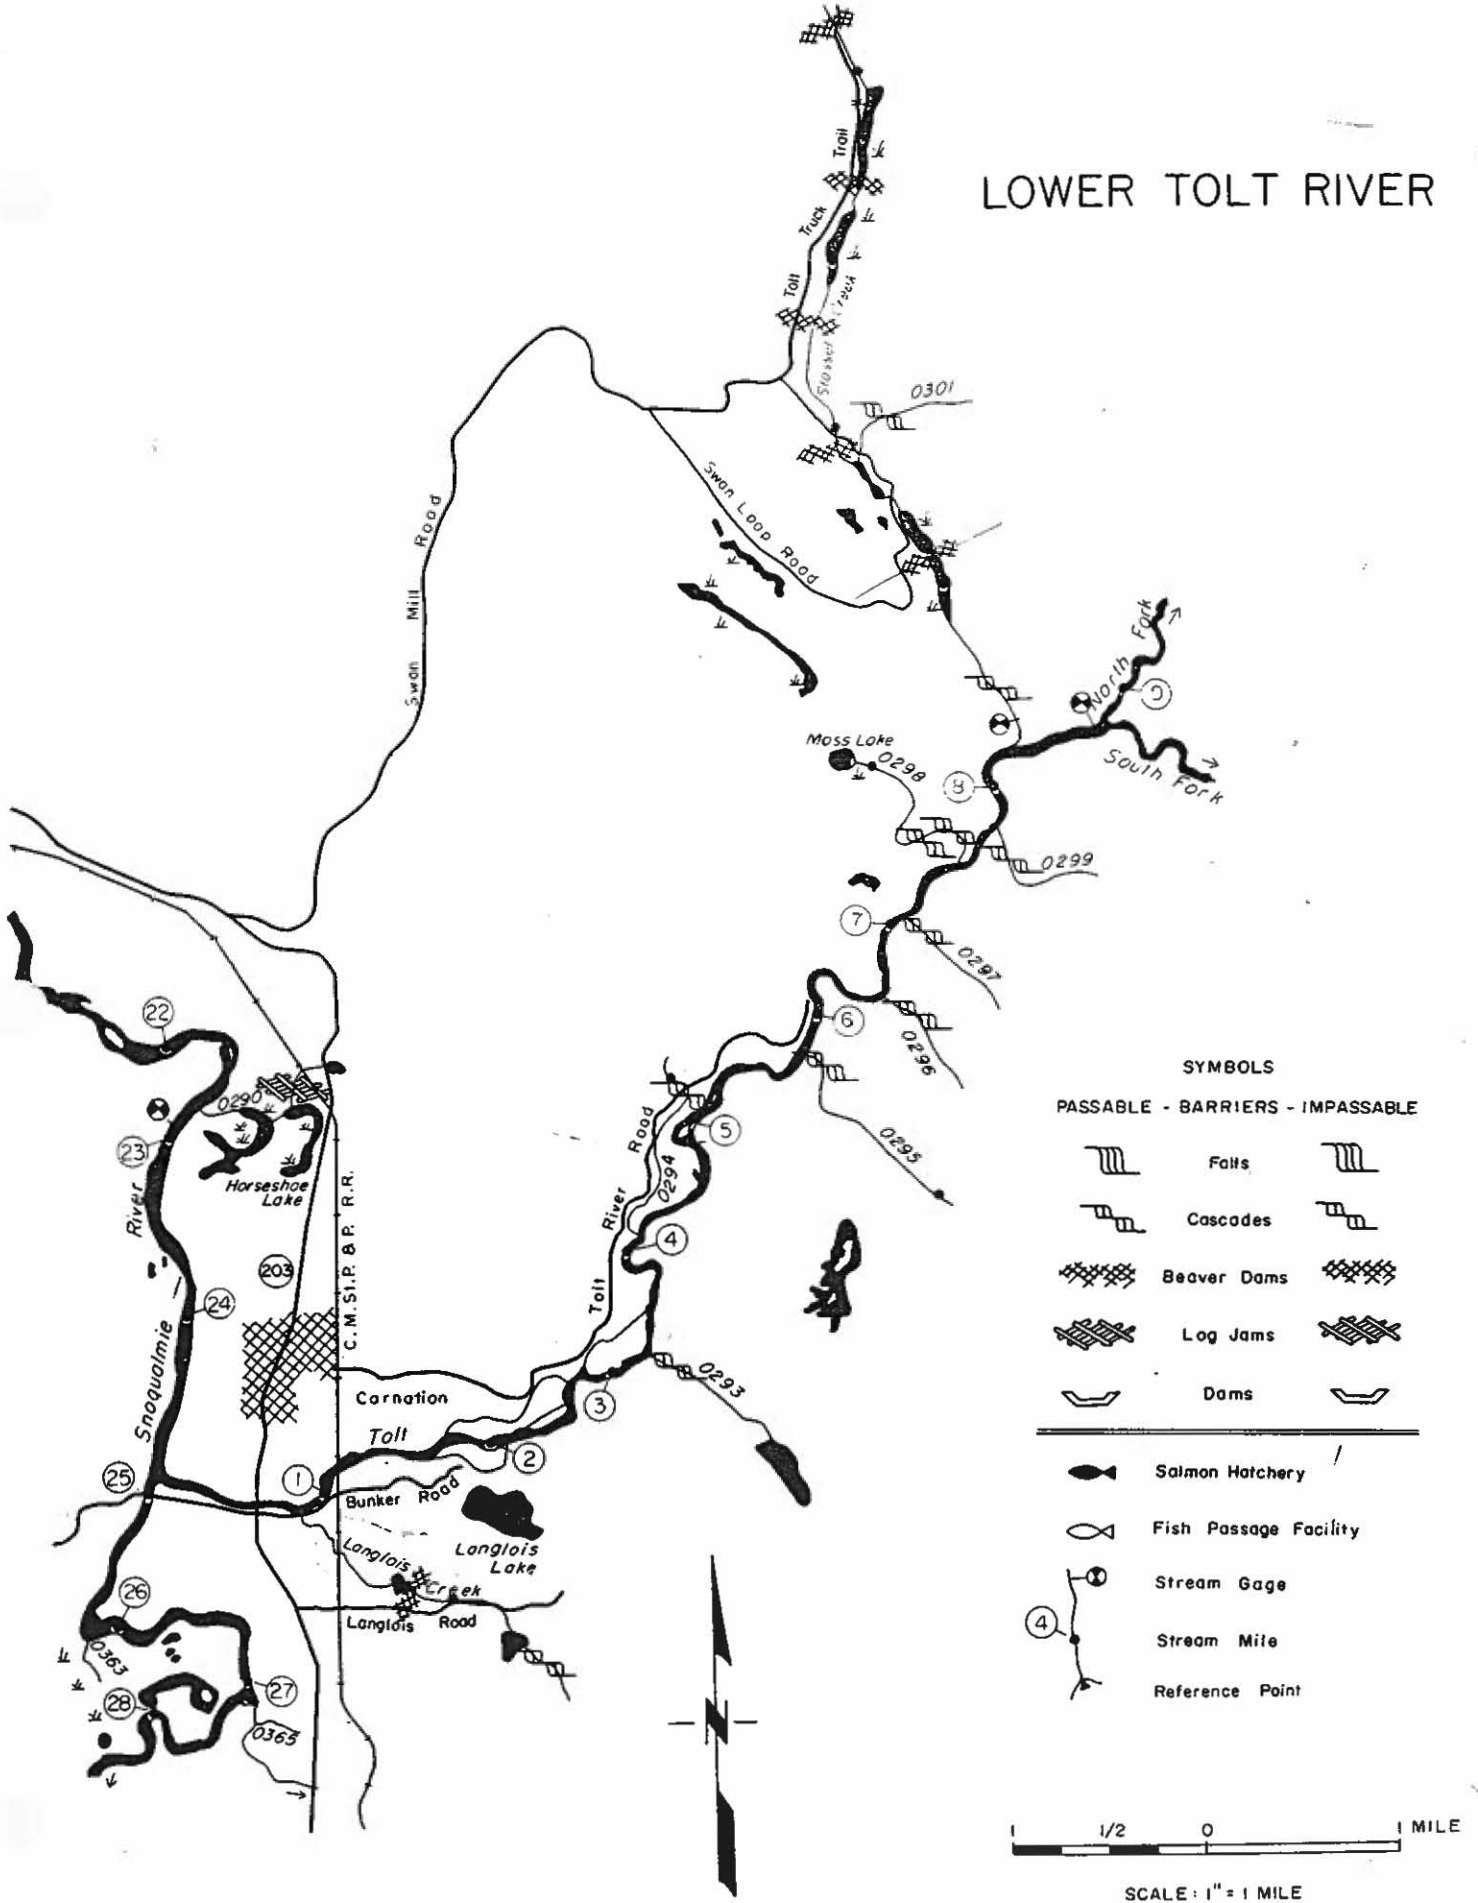 LOWER TOLT RIVER
Tolt Truck Trail
Creek
0301
Swan Loop Road
Swan Mill Road
North Fork
South Fork
Moss Lake
0298
8
0299
7
0297
6
0296
22
0290
23
Horseshoe
Lake
River
Snoqualmie
203
C.M.St.P. & P. R.R.
24
5
0295
0294
4
Tolt River Road
0293
3
Carnation
Tolt
2
1
25
Bunker Road
Langlois
Lake
Langlois
Creek
Langlois Road
26
0363
27
28
0365
N
SYMBOLS
PASSABLE - BARRIERS - IMPASSABLE
Falls
Cascades
Beaver Dams
Log Jams
Dams
Salmon Hatchery
Fish Passage Facility
Stream Gage
4
Stream Mile
Reference Point
1 1/2 0 1 MILE
SCALE: 1" = 1 MILE